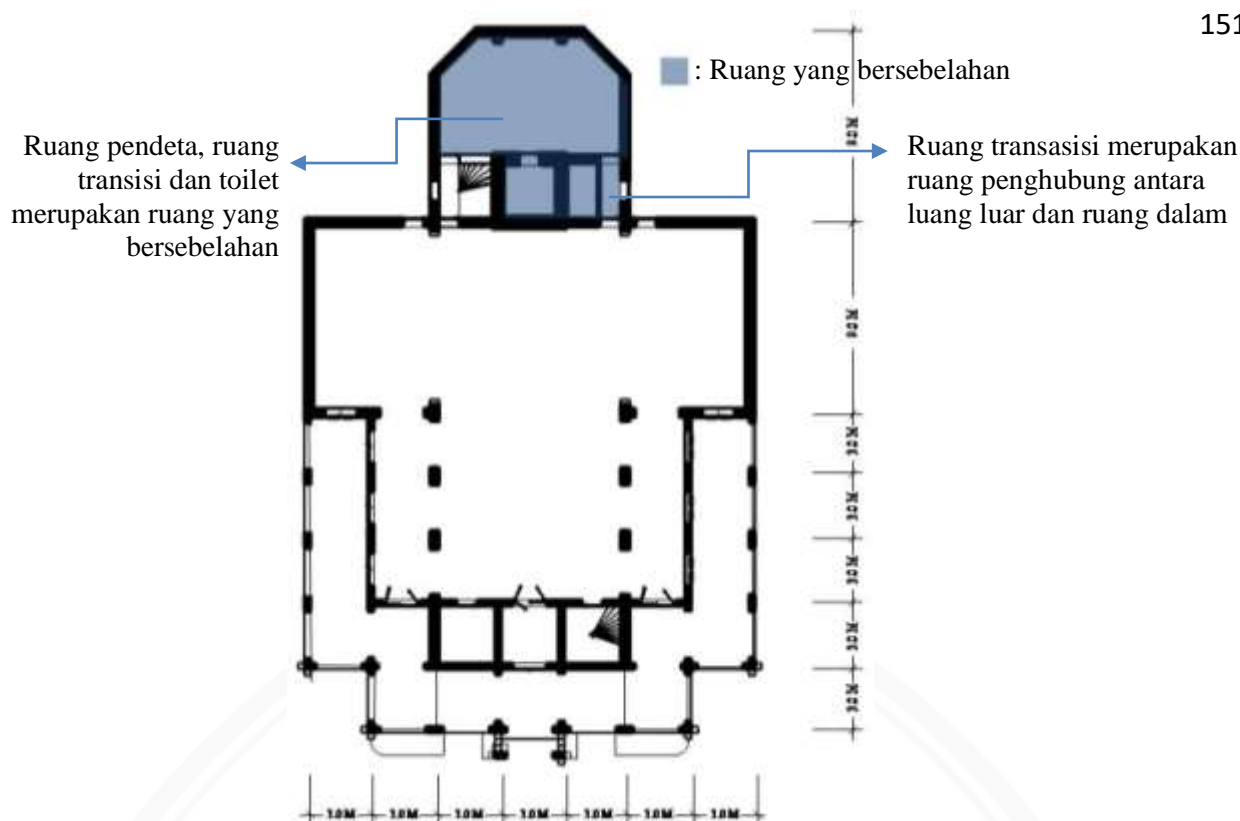 151
: Ruang yang bersebelahan
Ruang pendeta, ruang
transisi dan toilet
merupakan ruang yang
bersebelahan
Ruang transasisi merupakan
ruang penghubung antara
luang luar dan ruang dalam